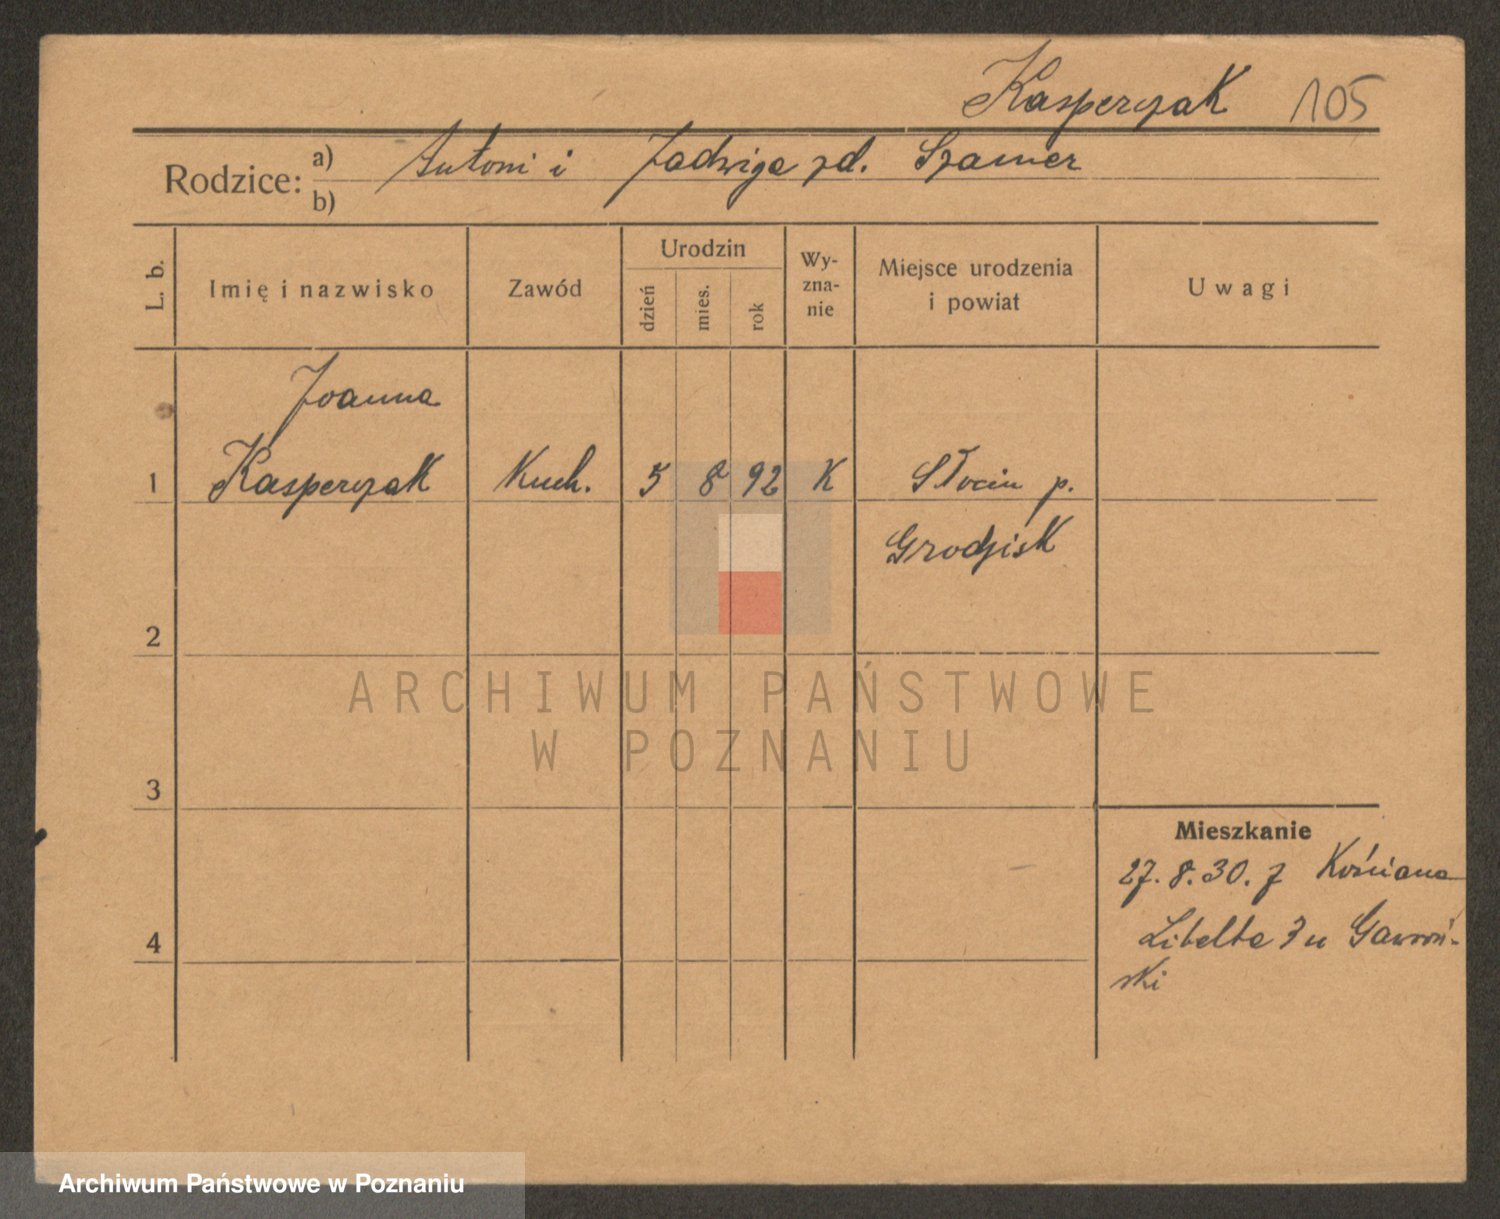 Kasperczak 105
Rodzice: a) Antoni i Jadwiga zd. Szamer
b)
L. b. Imię i nazwisko Zawód Urodzin dzień mies. rok Wy-zna-nie Miejsce urodzenia i powiat Uwagi
Joanna
1 Kasperczak Kuch. 5 8 92 K Słocin p.
Grodzisk
2
ARCHIWUM PAŃSTWOWE
W POZNANIU
3
Mieszkanie
27.8.30. z Kościana
4 Libelta 3 u Gawroń-
ski
Archiwum Państwowe w Poznaniu